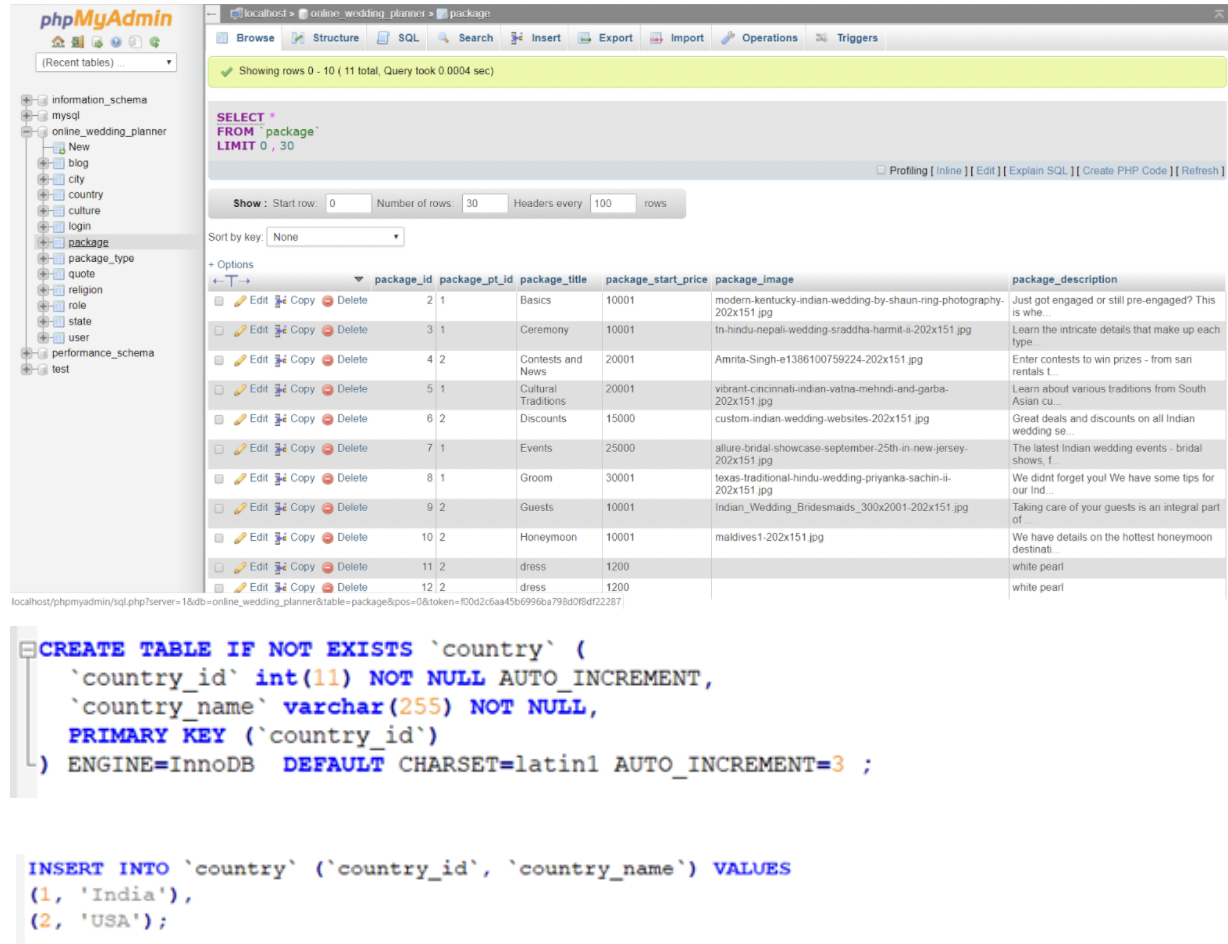 phpMyAdmin
(Recent tables) ...
information_schema
mysql
online_wedding_planner
New
blog
city
country
culture
login
package
package_type
quote
religion
role
state
user
performance_schema
test
localhost » online_wedding_planner » package
Browse Structure SQL Search Insert Export Import Operations Triggers
Showing rows 0 - 10 ( 11 total, Query took 0.0004 sec)
SELECT *
FROM `package`
LIMIT 0 , 30
Profiling [ Inline ] [ Edit ] [ Explain SQL ] [ Create PHP Code ] [ Refresh ]
Show : Start row: 0 Number of rows: 30 Headers every 100 rows
Sort by key: None
+ Options
←T→ package_id package_pt_id package_title package_start_price package_image package_description
Edit Copy Delete 2 1 Basics 10001 modern-kentucky-indian-wedding-by-shaun-ring-photography- Just got engaged or still pre-engaged? This
202x151.jpg is whe...
Edit Copy Delete 3 1 Ceremony 10001 tn-hindu-nepali-wedding-sraddha-harmit-ii-202x151.jpg Learn the intricate details that make up each
type...
Edit Copy Delete 4 2 Contests and 20001 Amrita-Singh-e1386100759224-202x151.jpg Enter contests to win prizes - from sari
News rentals t...
Edit Copy Delete 5 1 Cultural 20001 vibrant-cincinnati-indian-vatna-mehndi-and-garba- Learn about various traditions from South
Traditions 202x151.jpg Asian cu...
Edit Copy Delete 6 2 Discounts 15000 custom-indian-wedding-websites-202x151.jpg Great deals and discounts on all Indian
wedding se...
Edit Copy Delete 7 1 Events 25000 allure-bridal-showcase-september-25th-in-new-jersey- The latest Indian wedding events - bridal
202x151.jpg shows, f...
Edit Copy Delete 8 1 Groom 30001 texas-traditional-hindu-wedding-priyanka-sachin-ii- We didnt forget you! We have some tips for
202x151.jpg our Ind...
Edit Copy Delete 9 2 Guests 10001 Indian_Wedding_Bridesmaids_300x2001-202x151.jpg Taking care of your guests is an integral part
of ...
Edit Copy Delete 10 2 Honeymoon 10001 maldives1-202x151.jpg We have details on the hottest honeymoon
destinati...
Edit Copy Delete 11 2 dress 1200 white pearl
Edit Copy Delete 12 2 dress 1200 white pearl
localhost/phpmyadmin/sql.php?server=1&db=online_wedding_planner&table=package&pos=0&token=f00d2c6aa45b6996ba798d0f8df22287
CREATE TABLE IF NOT EXISTS `country` (
`country_id` int(11) NOT NULL AUTO_INCREMENT,
`country_name` varchar(255) NOT NULL,
PRIMARY KEY (`country_id`)
) ENGINE=InnoDB DEFAULT CHARSET=latin1 AUTO_INCREMENT=3 ;
INSERT INTO `country` (`country_id`, `country_name`) VALUES
(1, 'India'),
(2, 'USA');